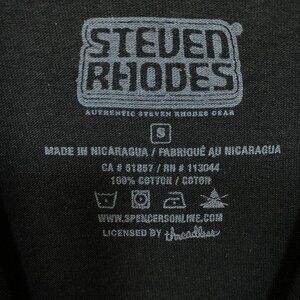 STEVEN
RHODES
AUTHENTIC STEVEN RHODES GEAR
S
MADE IN NICARAGUA / FABRIQUÉ AU NICARAGUA
CA # 51857 / RN # 113044
100% COTTON / COTON
WWW.SPENCERSONLINE.COM
LICENSED BY threadless